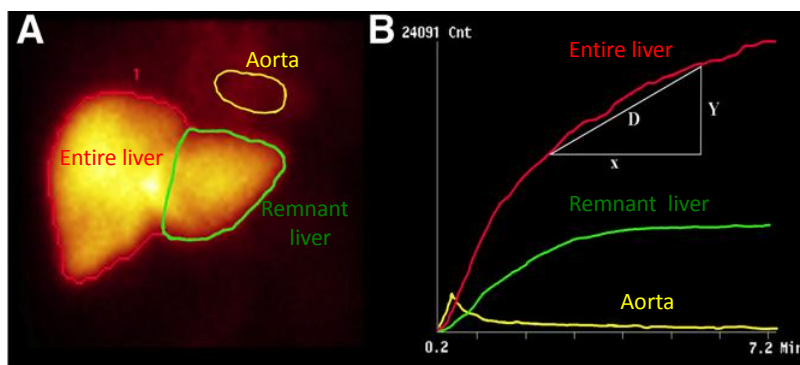 A
1
Aorta
Entire liver
Remnant
liver
B
24091 Cnt
Entire liver
D
Y
x
Remnant liver
Aorta
0.2
7.2 Min